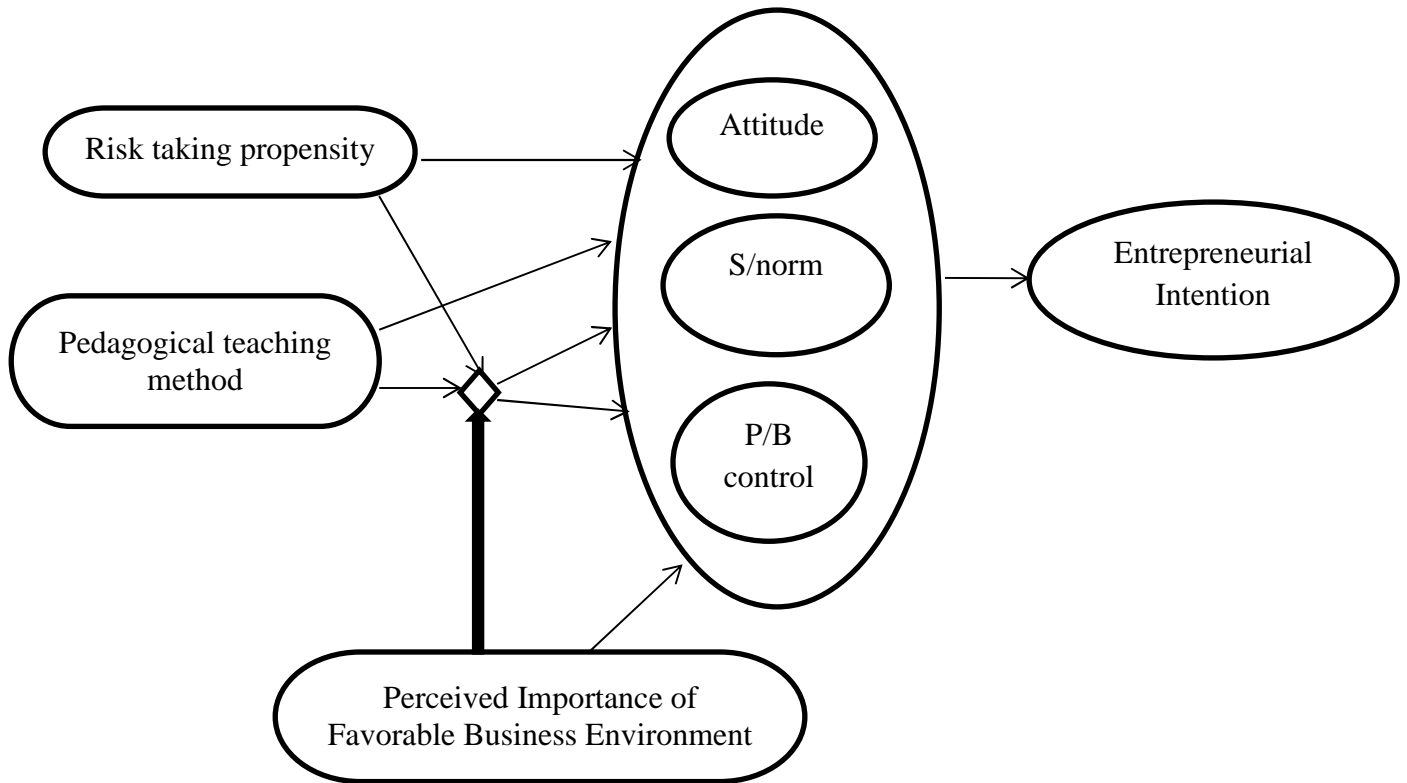 Risk taking propensity
Pedagogical teaching
method
Attitude
S/norm
P/B
control
Entrepreneurial
Intention
Perceived Importance of
Favorable Business Environment